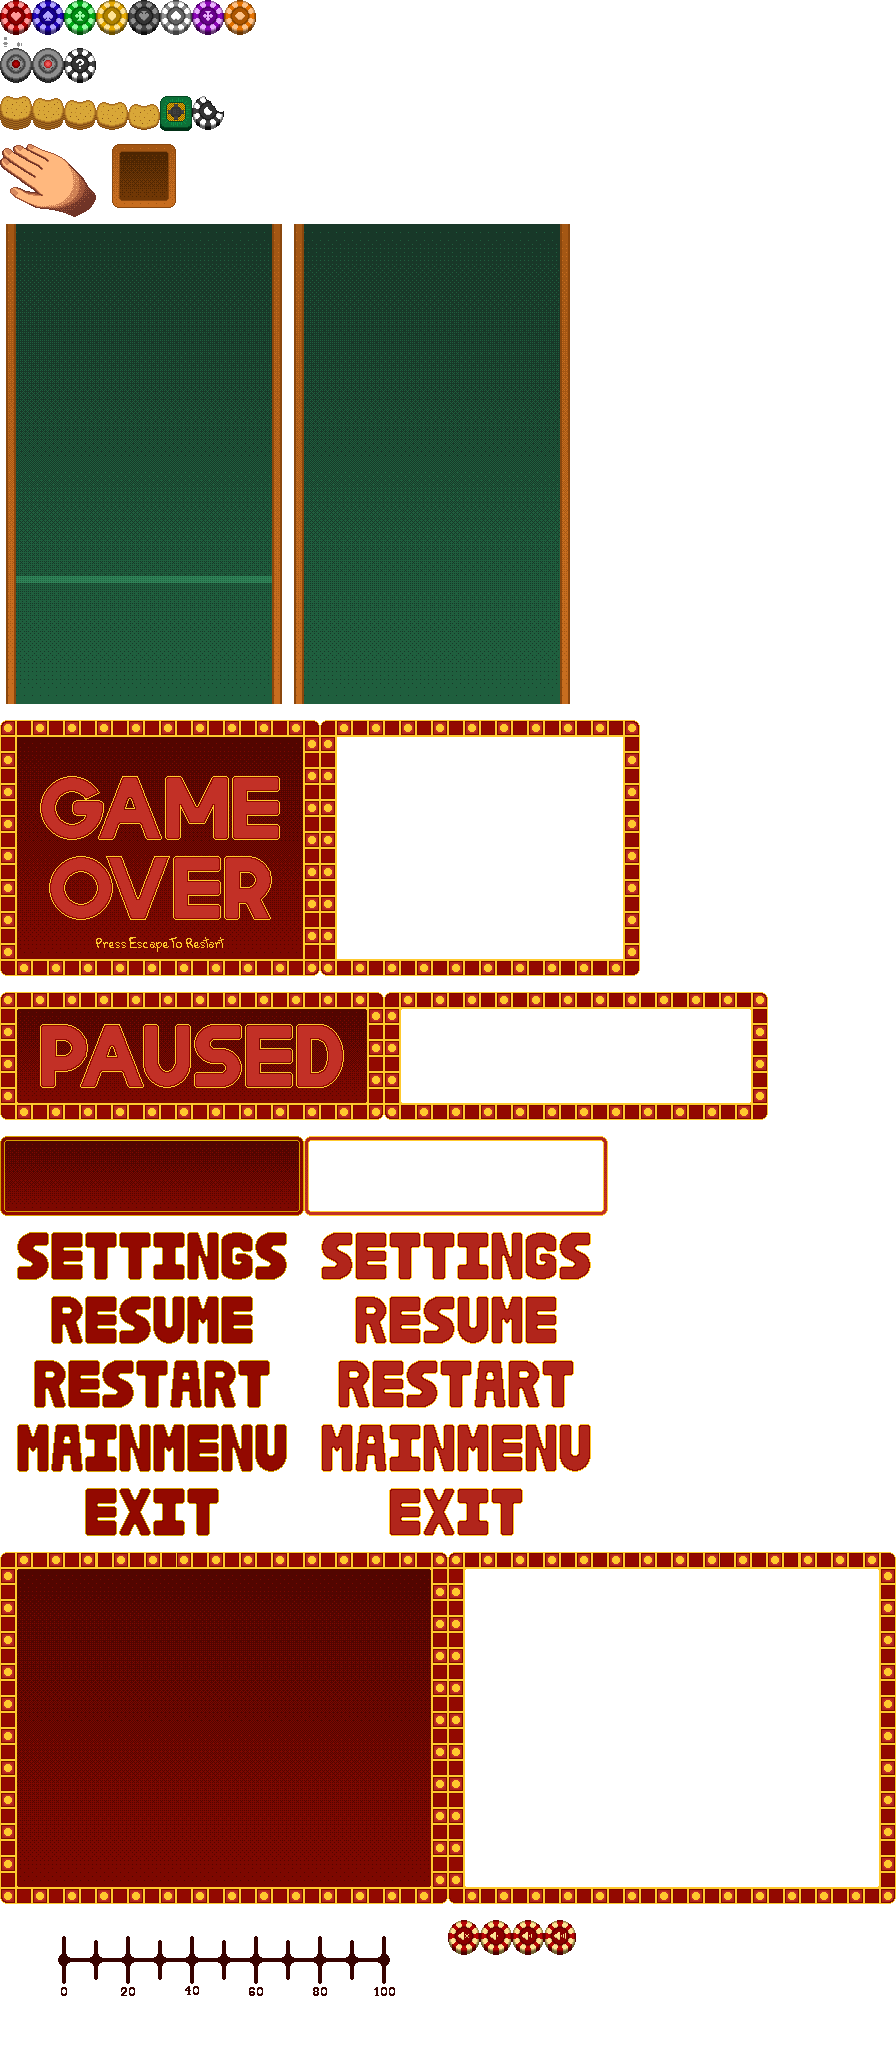 ?
GAME
OVER
Press Escape To Restart
PAUSED
SETTINGS SETTINGS
RESUME RESUME
RESTART RESTART
MAINMENU MAINMENU
EXIT EXIT
0 20 40 60 80 100